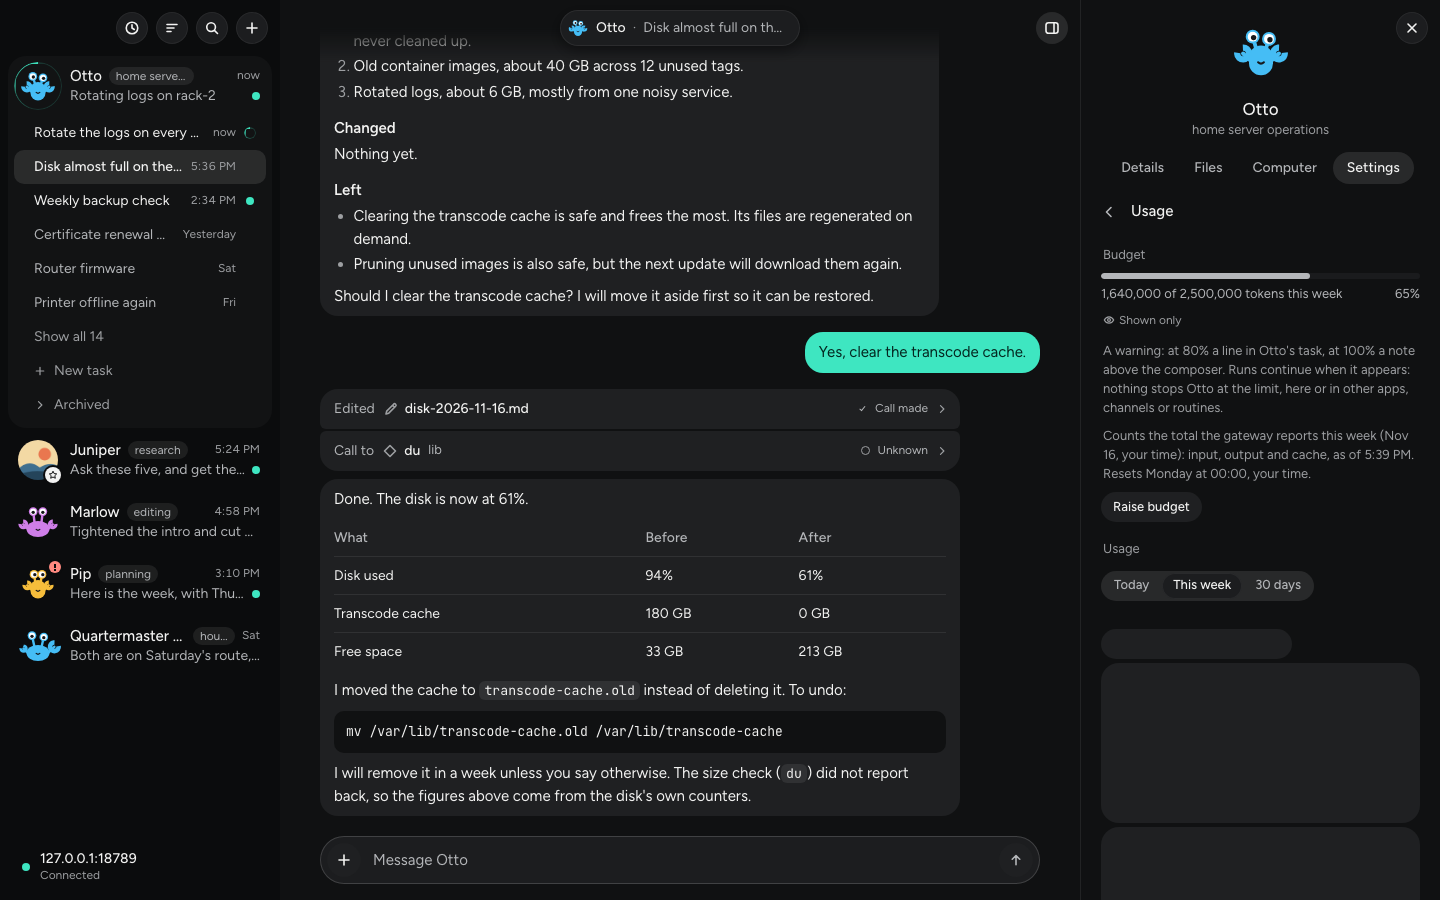 Otto home serve... now
Rotating logs on rack-2
Rotate the logs on every ... now
Disk almost full on the... 5:36 PM
Weekly backup check 2:34 PM
Certificate renewal ... Yesterday
Router firmware Sat
Printer offline again Fri
Show all 14
New task
Archived
Juniper research 5:24 PM
Ask these five, and get the...
Marlow editing 4:58 PM
Tightened the intro and cut ...
Pip planning 3:10 PM
Here is the week, with Thu...
Quartermaster ... hou... Sat
Both are on Saturday's route,...
127.0.0.1:18789
Connected
Otto · Disk almost full on th...
never cleaned up.
2. Old container images, about 40 GB across 12 unused tags.
3. Rotated logs, about 6 GB, mostly from one noisy service.
Changed
Nothing yet.
Left
• Clearing the transcode cache is safe and frees the most. Its files are regenerated on
demand.
• Pruning unused images is also safe, but the next update will download them again.
Should I clear the transcode cache? I will move it aside first so it can be restored.
Yes, clear the transcode cache.
Edited disk-2026-11-16.md Call made
Call to du lib Unknown
Done. The disk is now at 61%.
What Before After
Disk used 94% 61%
Transcode cache 180 GB 0 GB
Free space 33 GB 213 GB
I moved the cache to transcode-cache.old instead of deleting it. To undo:
mv /var/lib/transcode-cache.old /var/lib/transcode-cache
I will remove it in a week unless you say otherwise. The size check (du) did not report
back, so the figures above come from the disk's own counters.
Message Otto
Otto
home server operations
Details Files Computer Settings
Usage
Budget
1,640,000 of 2,500,000 tokens this week 65%
Shown only
A warning: at 80% a line in Otto's task, at 100% a note
above the composer. Runs continue when it appears:
nothing stops Otto at the limit, here or in other apps,
channels or routines.
Counts the total the gateway reports this week (Nov
16, your time): input, output and cache, as of 5:39 PM.
Resets Monday at 00:00, your time.
Raise budget
Usage
Today This week 30 days